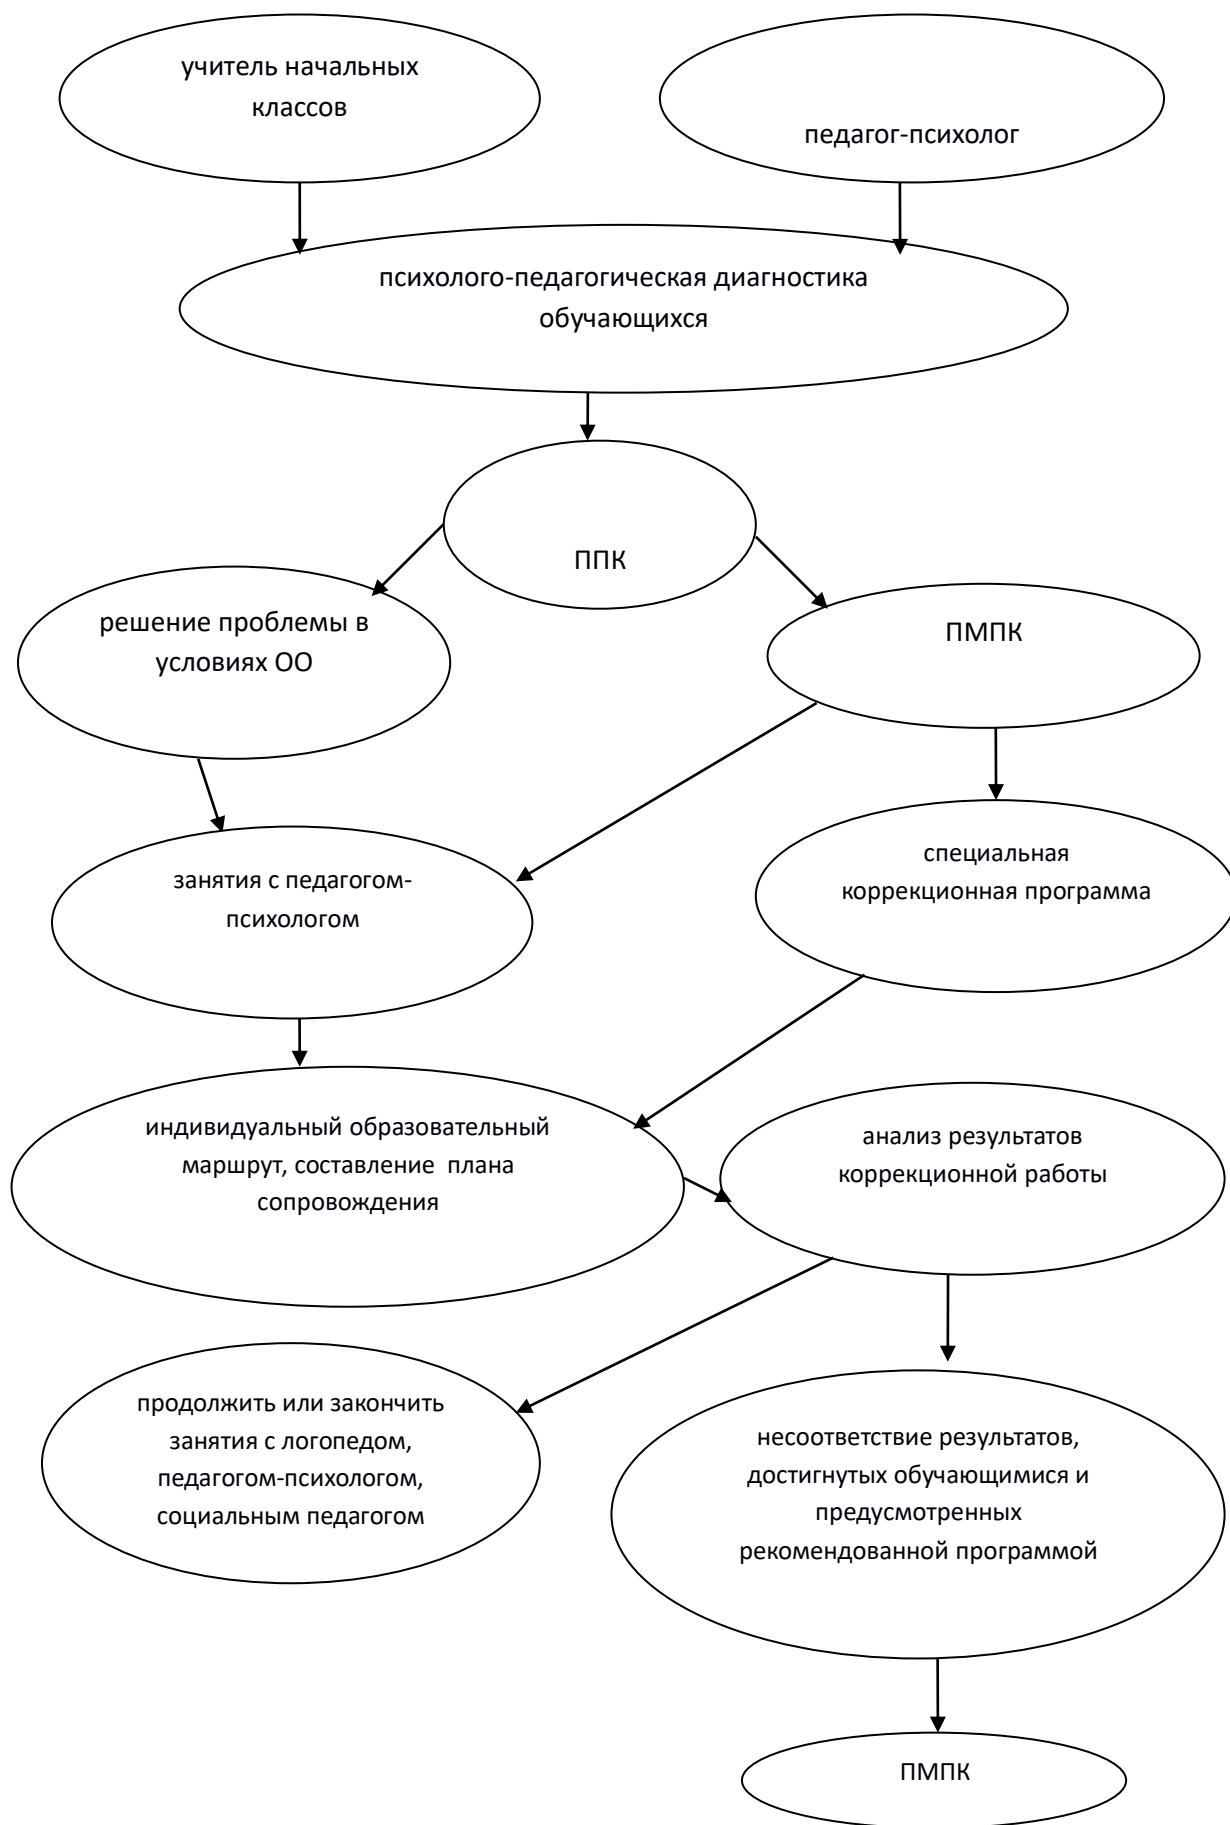 учитель начальных
классов
педагог-психолог
психолого-педагогическая диагностика
обучающихся
ППК
решение проблемы в
условиях ОО
ПМПК
занятия с педагогом-
психологом
специальная
коррекционная программа
индивидуальный образовательный
маршрут, составление плана
сопровождения
анализ результатов
коррекционной работы
продолжить или закончить
занятия с логопедом,
педагогом-психологом,
социальным педагогом
несоответствие результатов,
достигнутых обучающимися и
предусмотренных
рекомендованной программой
ПМПК